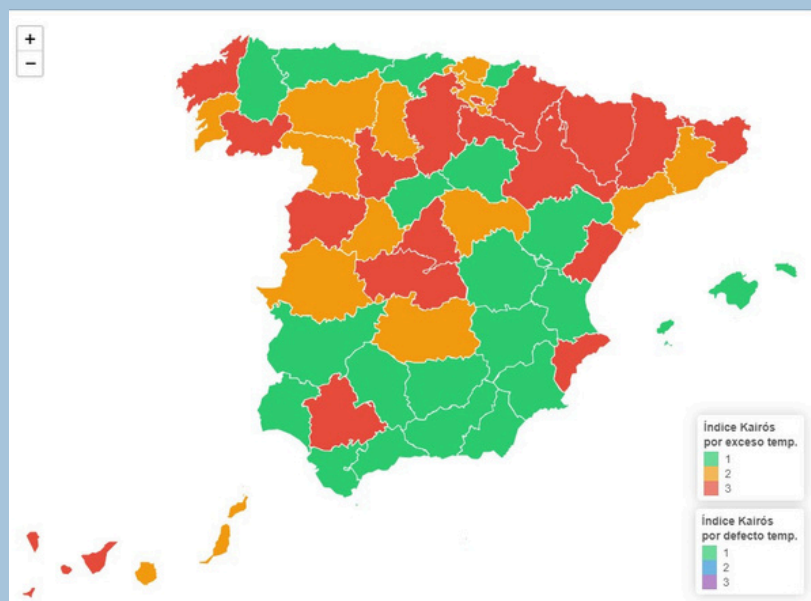 +
−
Índice Kairós
por exceso temp.
1
2
3
Índice Kairós
por defecto temp.
1
2
3